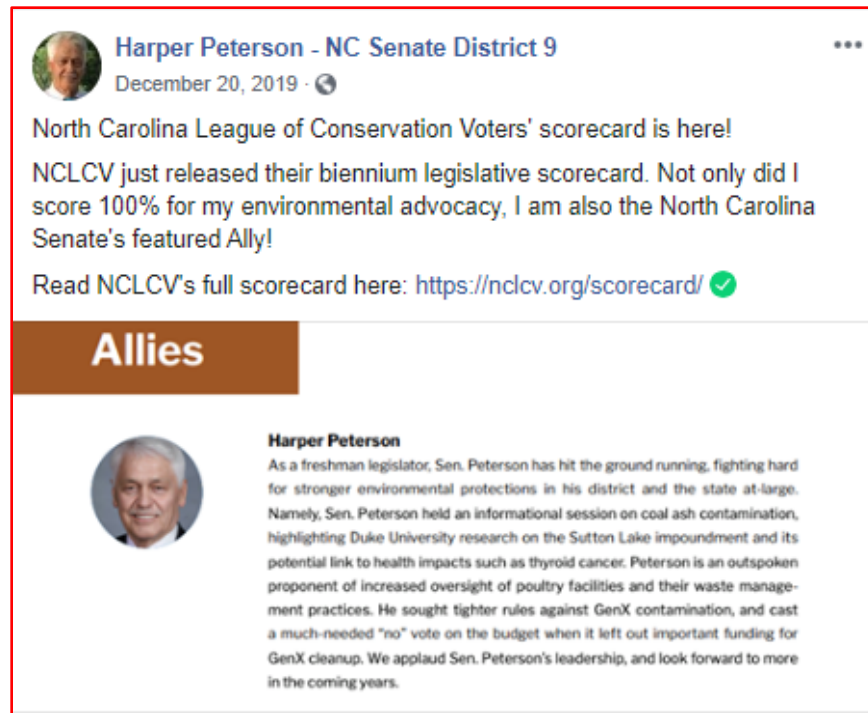 Harper Peterson - NC Senate District 9
December 20, 2019 ·
North Carolina League of Conservation Voters' scorecard is here!
NCLCV just released their biennium legislative scorecard. Not only did I
score 100% for my environmental advocacy, I am also the North Carolina
Senate's featured Ally!
Read NCLCV's full scorecard here: https://nclcv.org/scorecard/
Allies
Harper Peterson
As a freshman legislator, Sen. Peterson has hit the ground running, fighting hard
for stronger environmental protections in his district and the state at-large.
Namely, Sen. Peterson held an informational session on coal ash contamination,
highlighting Duke University research on the Sutton Lake impoundment and its
potential link to health impacts such as thyroid cancer. Peterson is an outspoken
proponent of increased oversight of poultry facilities and their waste manage-
ment practices. He sought tighter rules against GenX contamination, and cast
a much-needed "no" vote on the budget when it left out important funding for
GenX cleanup. We applaud Sen. Peterson's leadership, and look forward to more
in the coming years.